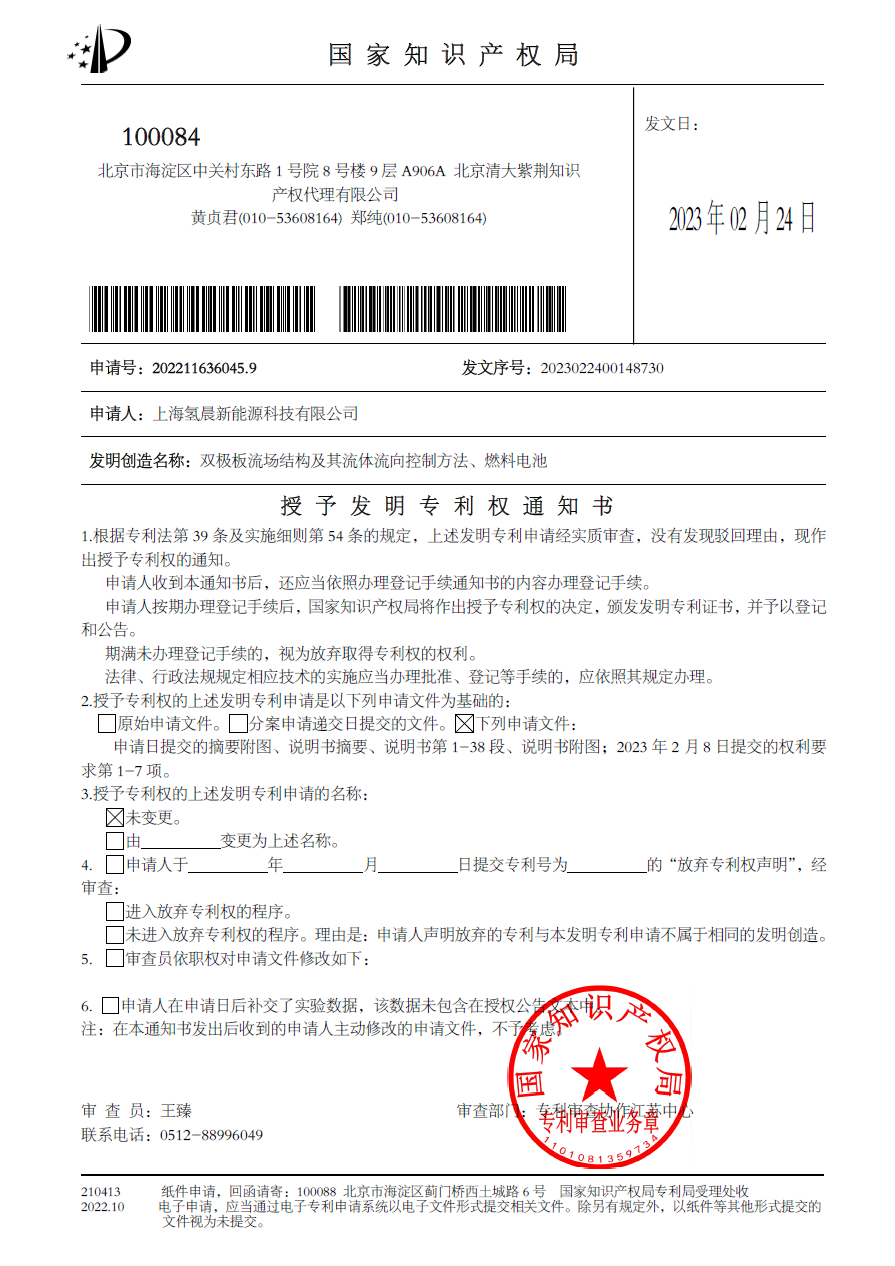 国家知识产权局
100084
发文日：
北京市海淀区中关村东路 1 号院 8 号楼 9 层 A906A 北京清大紫荆知识
产权代理有限公司
黄贞君(010-53608164) 郑纯(010-53608164)
2023 年 02 月 24 日
申请号：202211636045.9 发文序号：2023022400148730
申请人：上海氢晨新能源科技有限公司
发明创造名称：双极板流场结构及其流体流向控制方法、燃料电池
授予发明专利权通知书
1.根据专利法第 39 条及实施细则第 54 条的规定，上述发明专利申请经实质审查，没有发现驳回理由，现作
出授予专利权的通知。
申请人收到本通知书后，还应当依照办理登记手续通知书的内容办理登记手续。
申请人按期办理登记手续后，国家知识产权局将作出授予专利权的决定，颁发发明专利证书，并予以登记
和公告。
期满未办理登记手续的，视为放弃取得专利权的权利。
法律、行政法规规定相应技术的实施应当办理批准、登记等手续的，应依照其规定办理。
2.授予专利权的上述发明专利申请是以下列申请文件为基础的：
□原始申请文件。□分案申请递交日提交的文件。☒下列申请文件：
申请日提交的摘要附图、说明书摘要、说明书第 1-38 段、说明书附图；2023 年 2 月 8 日提交的权利要
求第 1-7 项。
3.授予专利权的上述发明专利申请的名称：
☒未变更。
□由__________变更为上述名称。
4. □申请人于__________年__________月__________日提交专利号为__________的“放弃专利权声明”，经
审查：
□进入放弃专利权的程序。
□未进入放弃专利权的程序。理由是：申请人声明放弃的专利与本发明专利申请不属于相同的发明创造。
5. □审查员依职权对申请文件修改如下：
6. □申请人在申请日后补交了实验数据，该数据未包含在授权公告文本中。
注：在本通知书发出后收到的申请人主动修改的申请文件，不予考虑。
国家知识产权局
审 查 员：王臻 审查部门：专利审查协作江苏中心
专利审查业务章
联系电话：0512-88996049
1101081359734
210413 纸件申请，回函请寄：100088 北京市海淀区蓟门桥西土城路 6 号 国家知识产权局专利局受理处收
2022.10 电子申请，应当通过电子专利申请系统以电子文件形式提交相关文件。除另有规定外，以纸件等其他形式提交的
文件视为未提交。